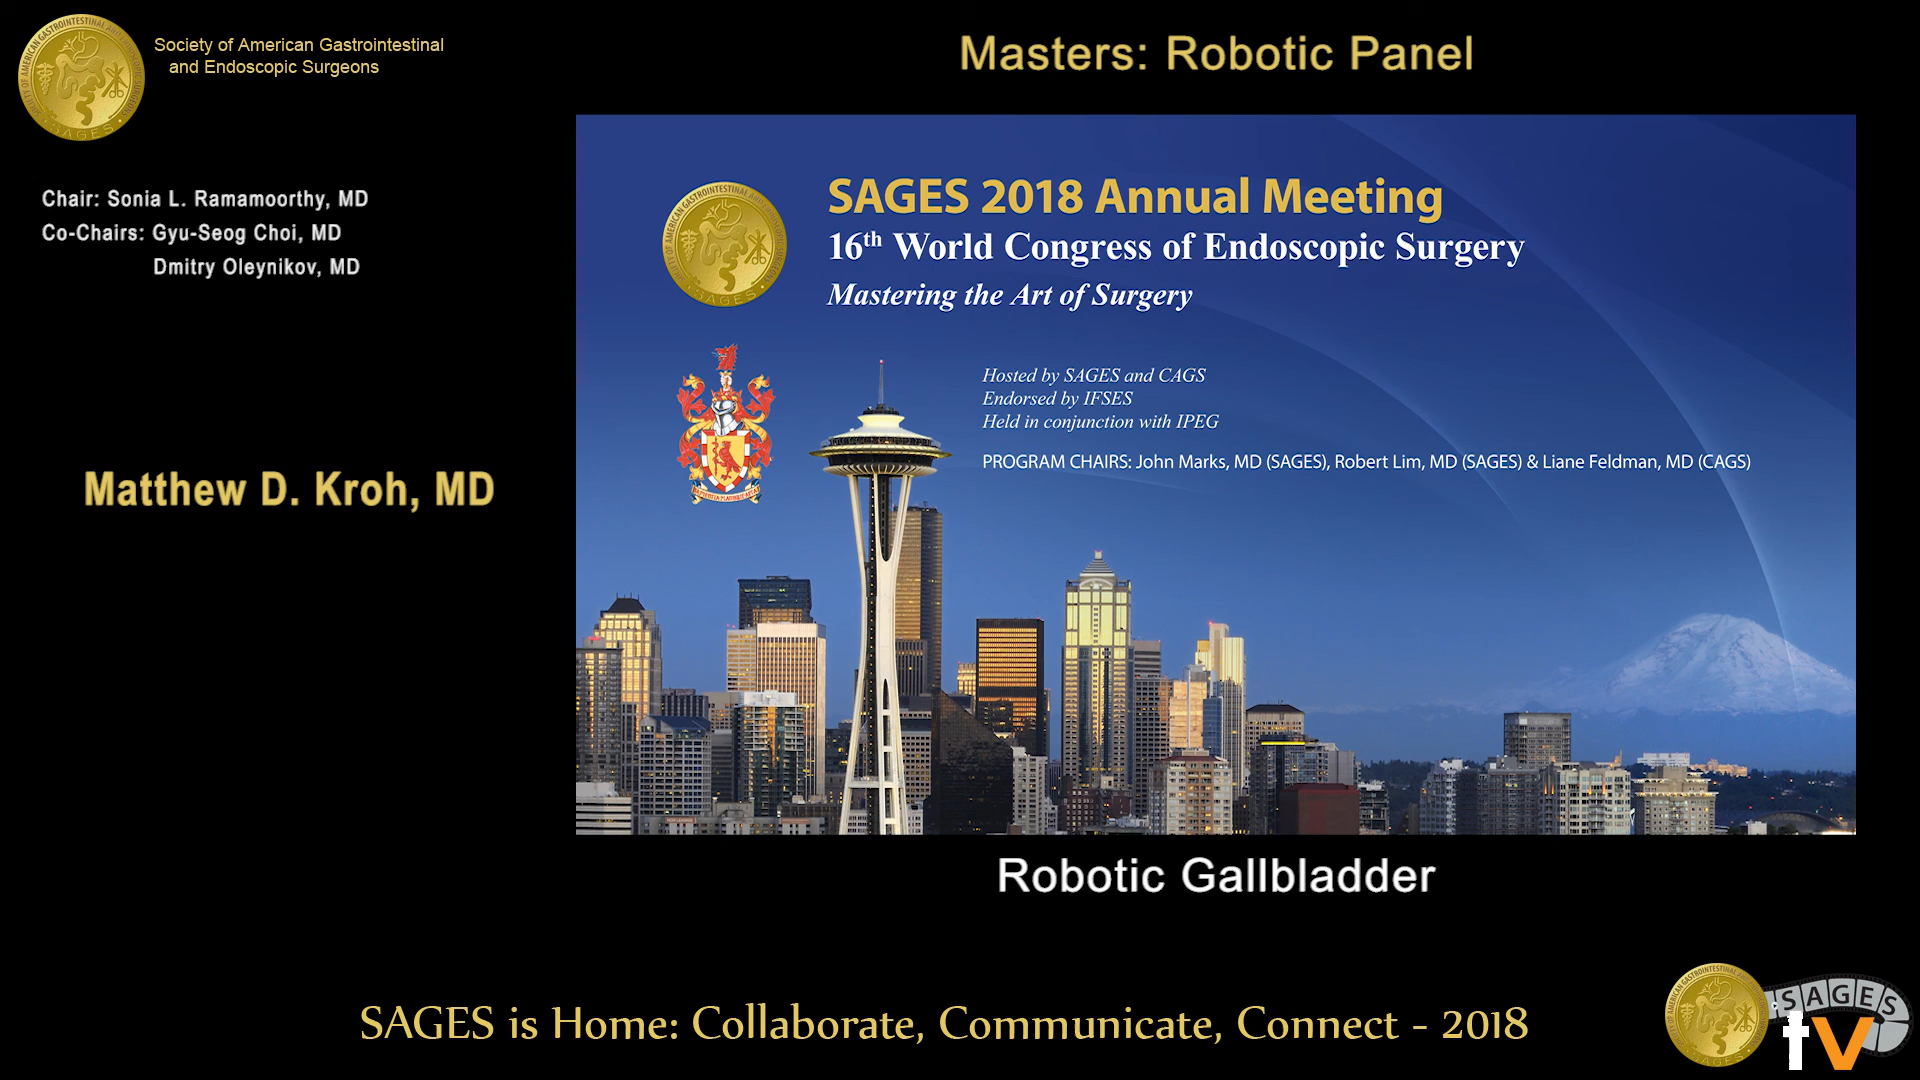 Society of American Gastrointestinal
and Endoscopic Surgeons
Masters: Robotic Panel
Chair: Sonia L. Ramamoorthy, MD
Co-Chairs: Gyu-Seog Choi, MD
Dmitry Oleynikov, MD
Matthew D. Kroh, MD
SAGES 2018 Annual Meeting
16th World Congress of Endoscopic Surgery
Mastering the Art of Surgery
Hosted by SAGES and CAGS
Endorsed by IFSES
Held in conjunction with IPEG
PROGRAM CHAIRS: John Marks, MD (SAGES), Robert Lim, MD (SAGES) & Liane Feldman, MD (CAGS)
Robotic Gallbladder
SAGES is Home: Collaborate, Communicate, Connect - 2018
SAGES
tv